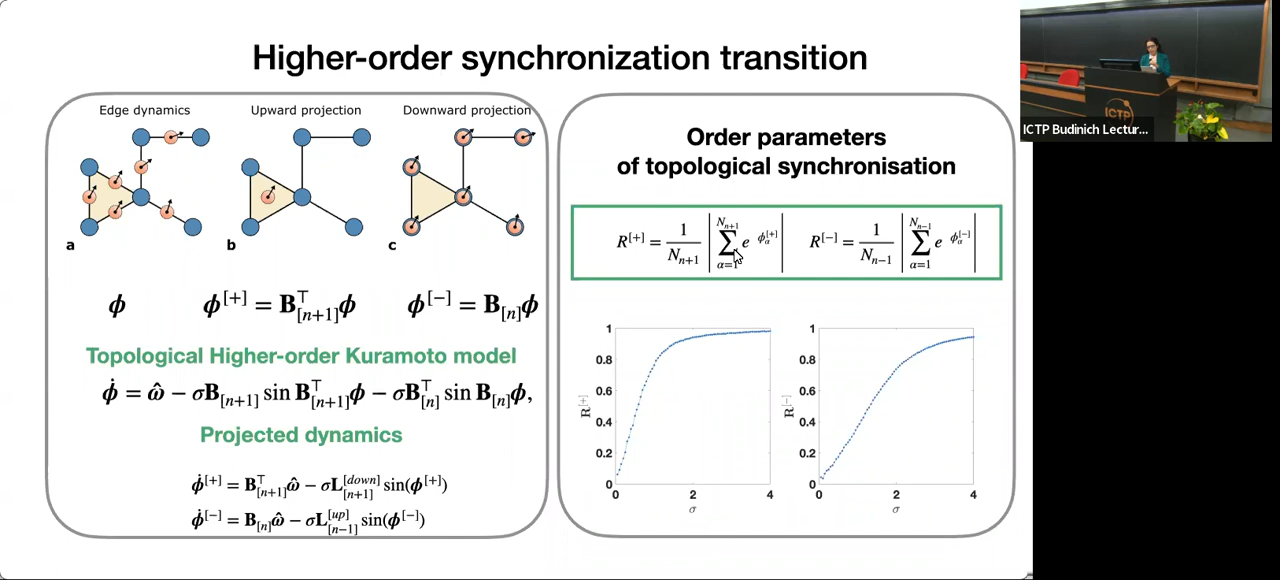 Higher-order synchronization transition
Edge dynamics
Upward projection
Downward projection
a
b
c
ϕ
ϕ^[+] = B^⊤_[n+1]ϕ
ϕ^[−] = B_[n]ϕ
Topological Higher-order Kuramoto model
ϕ̇ = ω̂ − σB_[n+1] sin B^⊤_[n+1]ϕ − σB^⊤_[n] sin B_[n]ϕ,
Projected dynamics
ϕ̇^[+] = B^⊤_[n+1]ω̂ − σL^[down]_[n+1] sin(ϕ^[+])
ϕ̇^[−] = B_[n]ω̂ − σL^[up]_[n−1] sin(ϕ^[−])
Order parameters
of topological synchronisation
R^[+] = 1/N_{n+1} |∑_{α=1}^{N_{n+1}} e^{ϕ_α^[+]}|
R^[−] = 1/N_{n−1} |∑_{α=1}^{N_{n−1}} e^{ϕ_α^[−]}|
1
0.8
0.6
0.4
0.2
0
R^[+]
0 2 4
σ
1
0.8
0.6
0.4
0.2
0
R^[−]
0 2 4
σ
ICTP
ICTP Budinich Lectur...